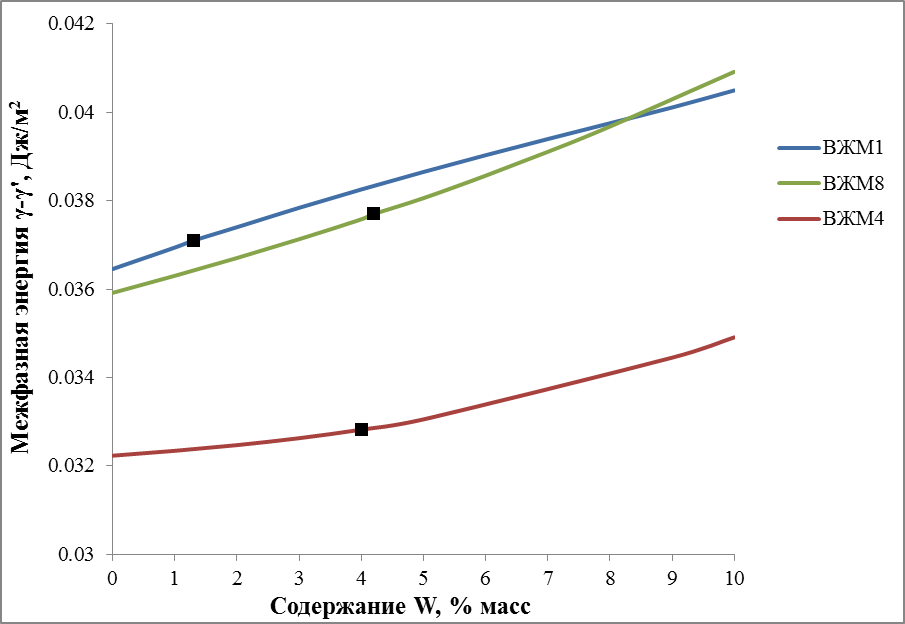 Межфазная энергия γ-γ', Дж/м²
0.042
0.04
0.038
0.036
0.034
0.032
0.03
0 1 2 3 4 5 6 7 8 9 10
Содержание W, % масс
ВЖМ1
ВЖМ8
ВЖМ4